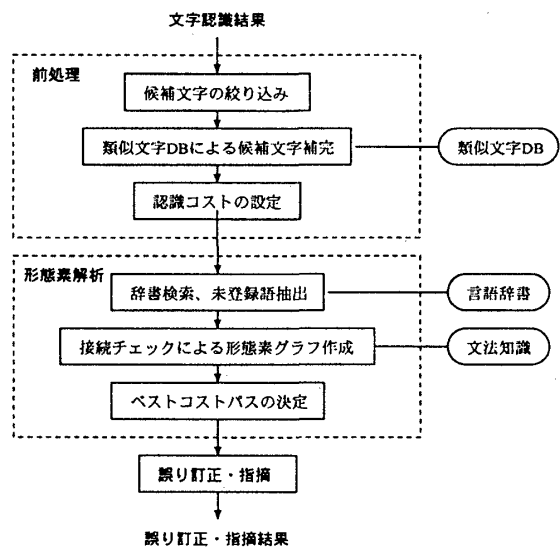 文字認識結果
前処理
候補文字の絞り込み
類似文字DBによる候補文字補完
類似文字DB
認識コストの設定
形態素解析
辞書検索、未登録語抽出
言語辞書
接続チェックによる形態素グラフ作成
文法知識
ベストコストパスの決定
誤り訂正・指摘
誤り訂正・指摘結果